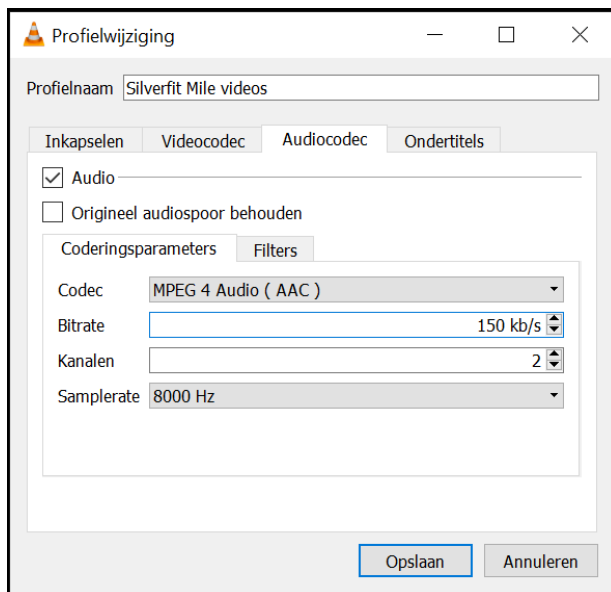 Profielwijziging
Profielnaam Silverfit Mile videos
Inkapselen Videocodec Audiocodec Ondertitels
Audio
Origineel audiospoor behouden
Coderingsparameters Filters
Codec MPEG 4 Audio ( AAC )
Bitrate 150 kb/s
Kanalen 2
Samplerate 8000 Hz
Opslaan Annuleren